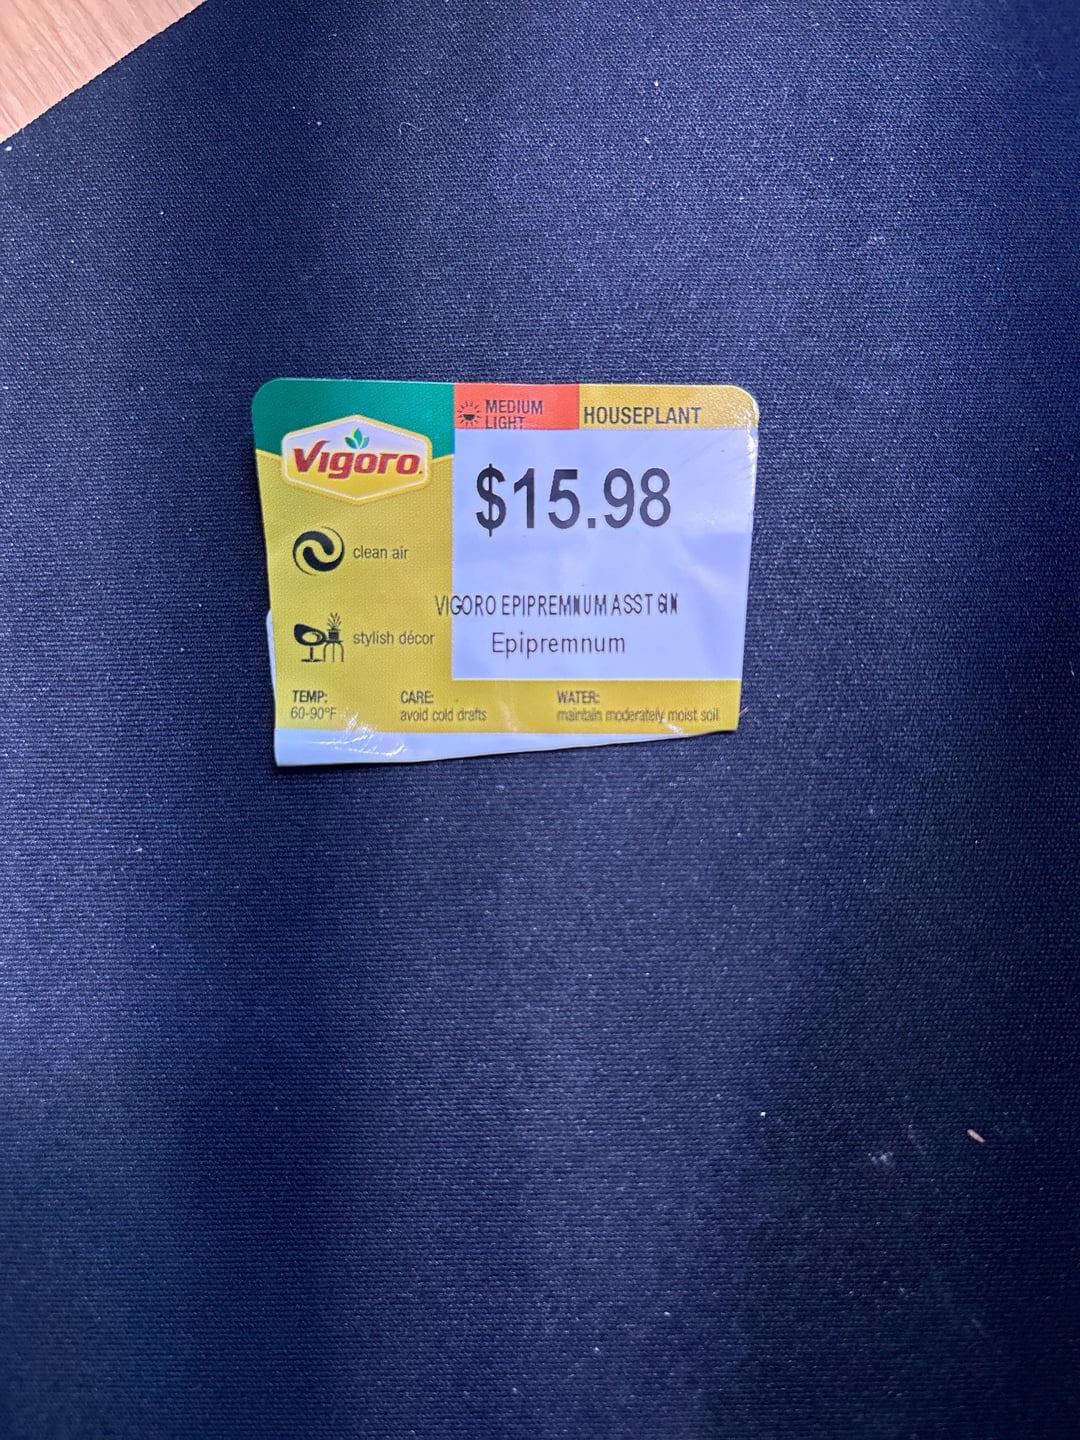 MEDIUM
LIGHT
HOUSEPLANT
Vigoro
$15.98
clean air
VIGORO EPIPREMNUM ASST 6IN
Epipremnum
stylish décor
TEMP:
60-90°F
CARE:
avoid cold drafts
WATER:
maintain moderately moist soil